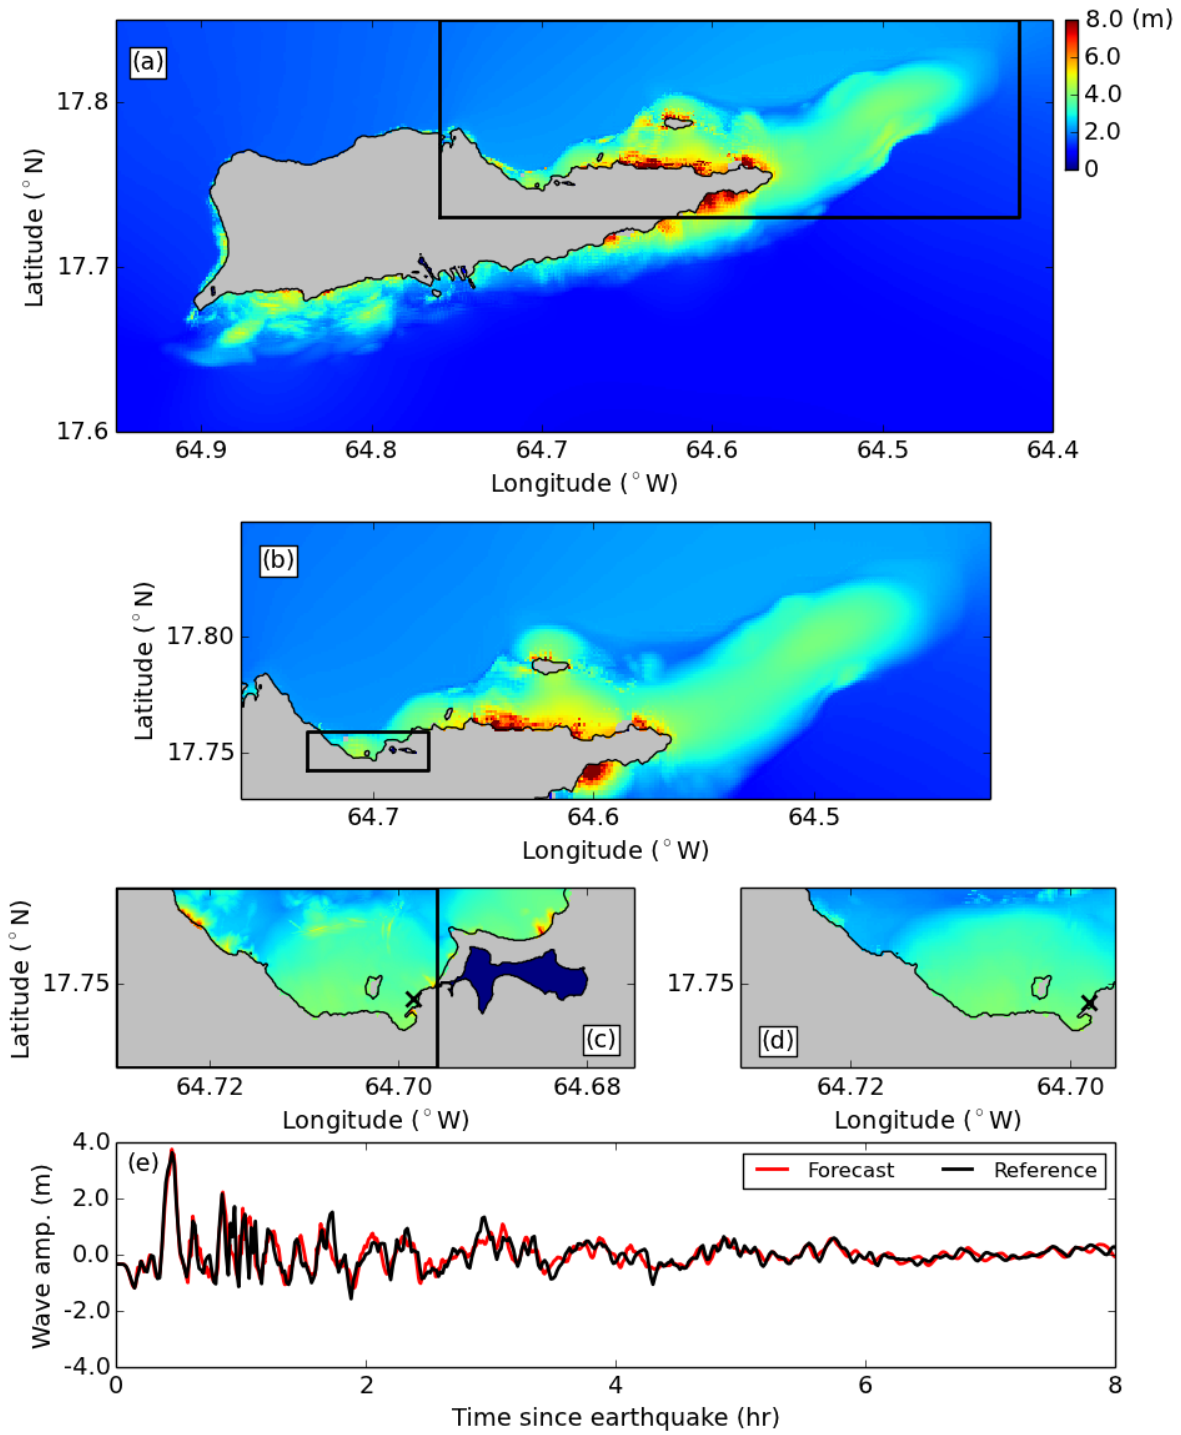 8.0 (m)
(a)
17.8
6.0
4.0
2.0
0
Latitude (°N)
17.7
17.6
64.9 64.8 64.7 64.6 64.5 64.4
Longitude (°W)
(b)
17.80
Latitude (°N)
17.75
64.7 64.6 64.5
Longitude (°W)
Latitude (°N)
17.75 17.75
(c) (d)
64.72 64.70 64.68 64.72 64.70
Longitude (°W) Longitude (°W)
4.0
(e)
Forecast Reference
2.0
Wave amp. (m)
0.0
-2.0
-4.0
0 2 4 6 8
Time since earthquake (hr)